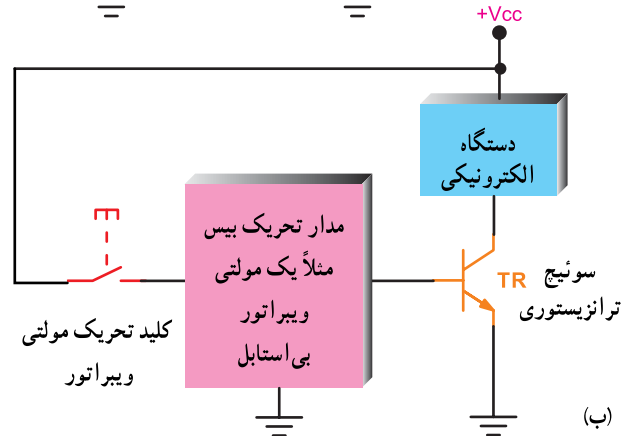 +Vcc
دستگاه
الکترونیکی
مدار تحریک بیس
مثلاً یک مولتی
ویبراتور
بی‌استابل
سوئیچ
ترانزیستوری
TR
کلید تحریک مولتی
ویبراتور
(ب)